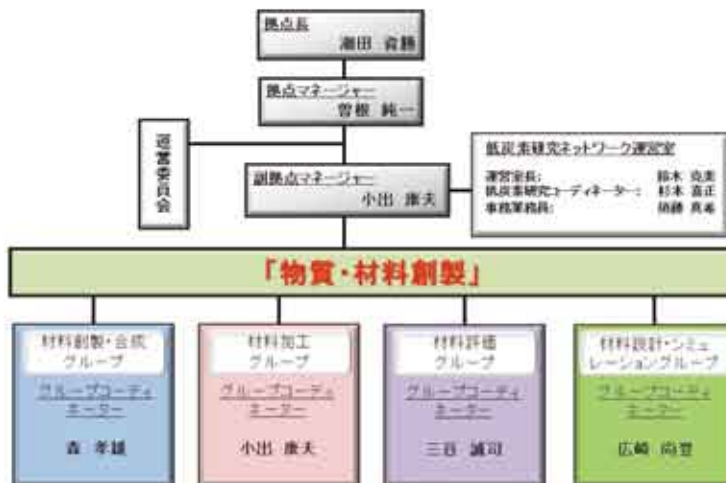 拠点長
潮田 資勝
拠点マネージャー
曽根 純一
運営委員会
副拠点マネージャー
小出 康夫
低炭素研究ネットワーク運営室
運営室長: 鈴木
低炭素研究コーディネーター: 杉本 喜正
事務業務員: 須藤 真希
「物質・材料創製」
材料創製・合成
グループ
グループコーディ
ネーター
森 孝雄
材料加工
グループ
グループコーディ
ネーター
小出 康夫
材料評価
グループ
グループコーディ
ネーター
三谷 誠司
材料設計・シミュ
レーショングループ
グループコーディ
ネーター
広崎 尚登